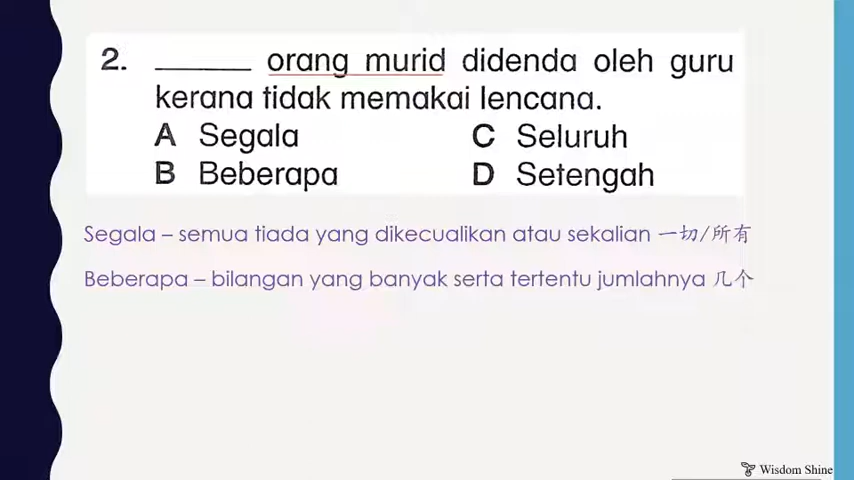 2. ______ orang murid didenda oleh guru
kerana tidak memakai lencana.
A Segala
C Seluruh
B Beberapa
D Setengah
Segala – semua tiada yang dikecualikan atau sekalian 一切/所有
Beberapa – bilangan yang banyak serta tertentu jumlahnya 几个
Wisdom Shine